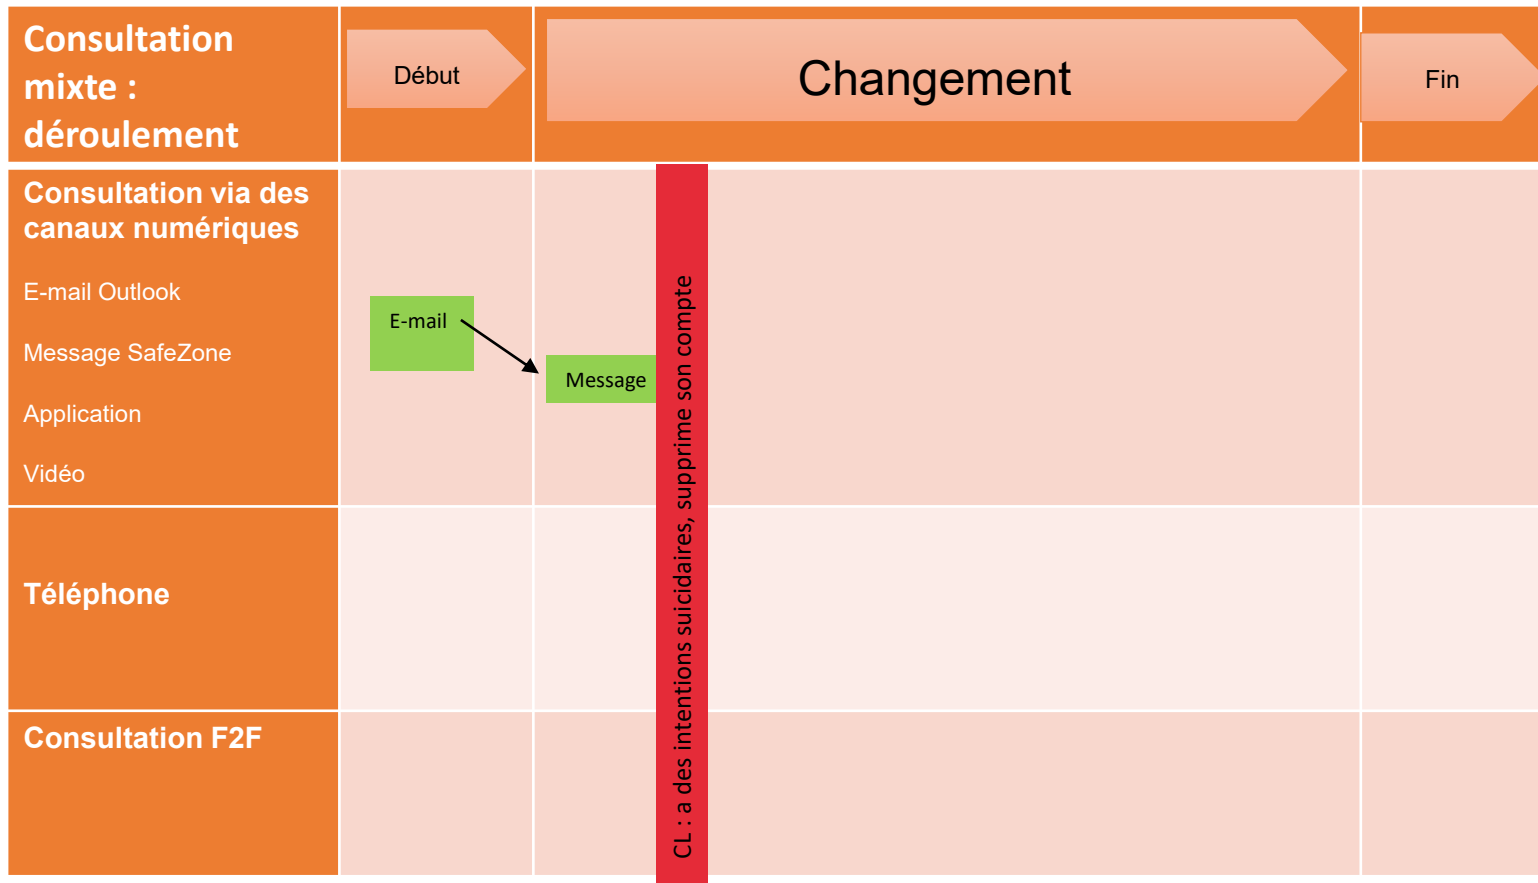 Consultation
mixte :
déroulement
Début
Changement
Fin
Consultation via des
canaux numériques
E-mail Outlook
Message SafeZone
Application
Vidéo
E-mail
Message
CL : a des intentions suicidaires, supprime son compte
Téléphone
Consultation F2F